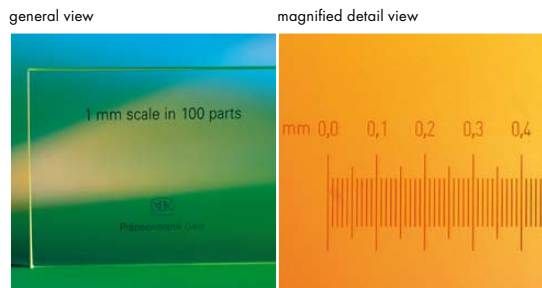 general view
magnified detail view
1 mm scale in 100 parts
mm 0,0 0,1 0,2 0,3 0,4